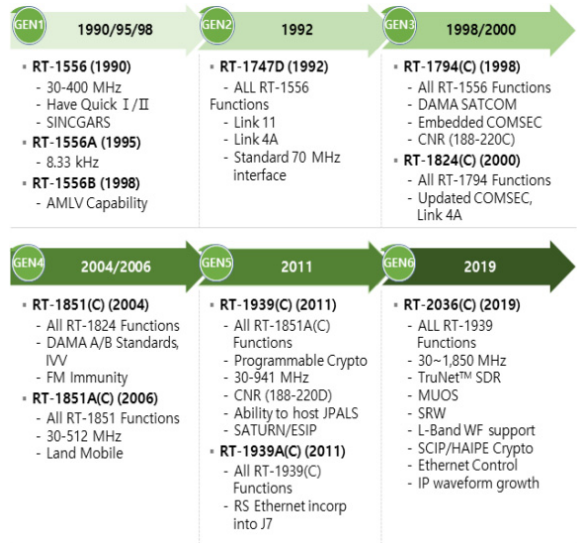 GEN1
1990/95/98
▪ RT-1556 (1990)
- 30-400 MHz
- Have Quick Ⅰ/Ⅱ
- SINCGARS
▪ RT-1556A (1995)
- 8.33 kHz
▪ RT-1556B (1998)
- AMLV Capability
GEN2
1992
▪ RT-1747D (1992)
- ALL RT-1556
Functions
- Link 11
- Link 4A
- Standard 70 MHz
interface
GEN3
1998/2000
▪ RT-1794(C) (1998)
- All RT-1556 Functions
- DAMA SATCOM
- Embedded COMSEC
- CNR (188-220C)
▪ RT-1824(C) (2000)
- All RT-1794 Functions
- Updated COMSEC,
Link 4A
GEN4
2004/2006
▪ RT-1851(C) (2004)
- All RT-1824 Functions
- DAMA A/B Standards,
IVV
- FM Immunity
▪ RT-1851A(C) (2006)
- All RT-1851 Functions
- 30-512 MHz
- Land Mobile
GEN5
2011
▪ RT-1939(C) (2011)
- All RT-1851A(C)
Functions
- Programmable Crypto
- 30-941 MHz
- CNR (188-220D)
- Ability to host JPALS
- SATURN/ESIP
▪ RT-1939A(C) (2011)
- All RT-1939(C)
Functions
- RS Ethernet incorp
into J7
GEN6
2019
▪ RT-2036(C) (2019)
- ALL RT-1939
Functions
- 30~1,850 MHz
- TruNet™ SDR
- MUOS
- SRW
- L-Band WF support
- SCIP/HAIPE Crypto
- Ethernet Control
- IP waveform growth